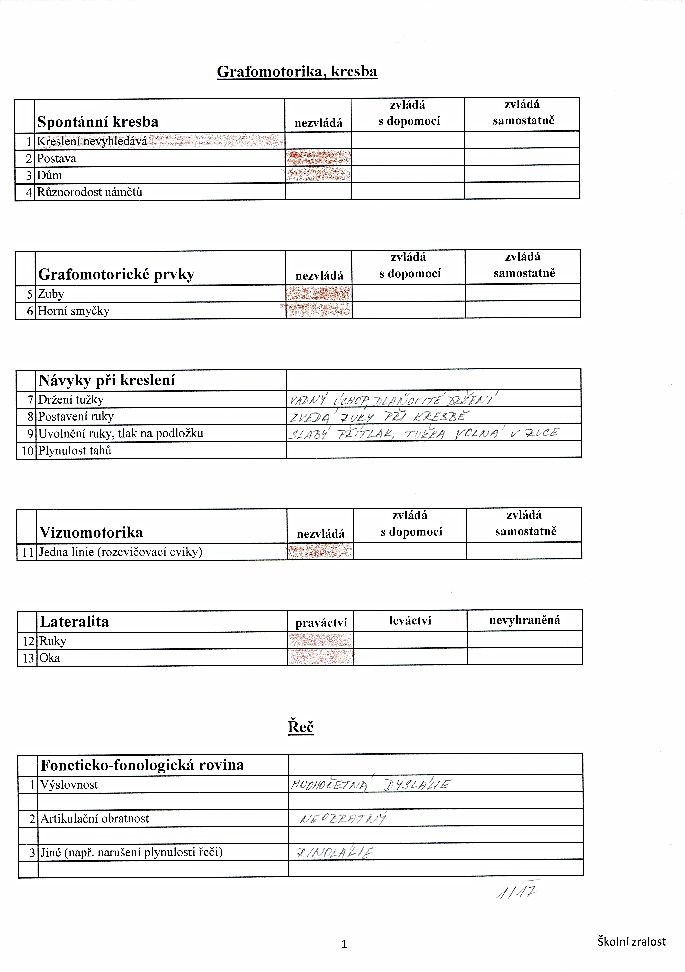 Grafomotorika, kresba
Spontánní kresba nezvládá zvládá s dopomocí zvládá samostatně
1 Kreslení nevyhledává
2 Postava
3 Dům
4 Různorodost námětů
Grafomotorické prvky nezvládá zvládá s dopomocí zvládá samostatně
5 Zuby
6 Horní smyčky
Návyky při kreslení
7 Držení tužky VADNÝ ÚCHOP, DLAŇOVITÉ DRŽENÍ
8 Postavení ruky ZVEDÁ RUKY PŘI KRESBĚ
9 Uvolnění ruky, tlak na podložku SLABÝ PŘÍTLAK, TUŽKA VOLNÁ V RUCE
10 Plynulost tahů
Vizuomotorika nezvládá zvládá s dopomocí zvládá samostatně
11 Jedna linie (rozcvičovací cviky)
Lateralita praváctví leváctví nevyhraněná
12 Ruky
13 Oka
Řeč
Foneticko-fonologická rovina
1 Výslovnost MNOHOČETNÁ DYSLÁLIE
2 Artikulační obratnost NEOBRATNÝ
3 Jiné (např. narušení plynulosti řeči)
1/17
1
Školní zralost